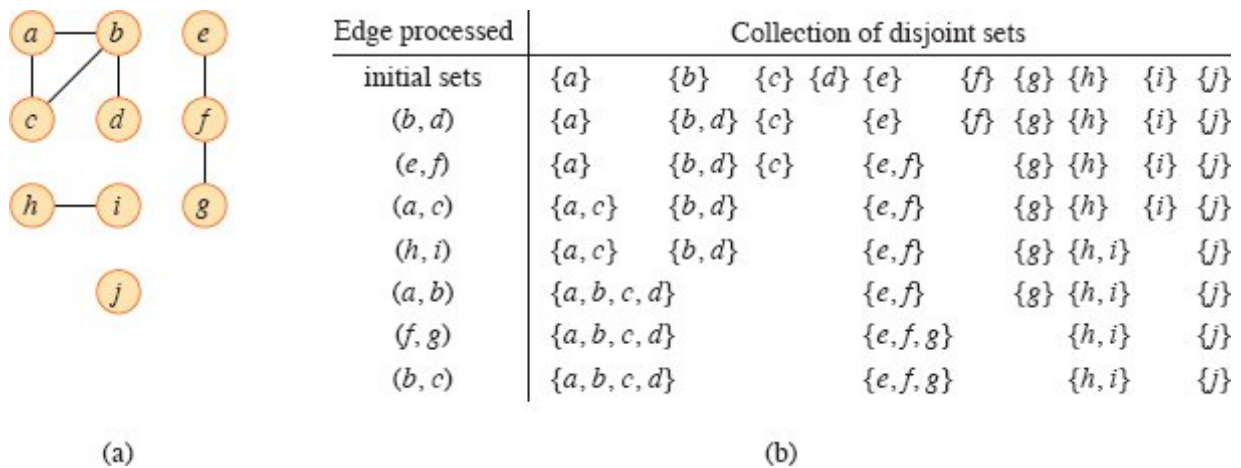 a b e
c d f
h i g
j
(a)
Edge processed Collection of disjoint sets
initial sets {a} {b} {c} {d} {e} {f} {g} {h} {i} {j}
(b, d) {a} {b, d} {c} {e} {f} {g} {h} {i} {j}
(e, f) {a} {b, d} {c} {e, f} {g} {h} {i} {j}
(a, c) {a, c} {b, d} {e, f} {g} {h} {i} {j}
(h, i) {a, c} {b, d} {e, f} {g} {h, i} {j}
(a, b) {a, b, c, d} {e, f} {g} {h, i} {j}
(f, g) {a, b, c, d} {e, f, g} {h, i} {j}
(b, c) {a, b, c, d} {e, f, g} {h, i} {j}
(b)